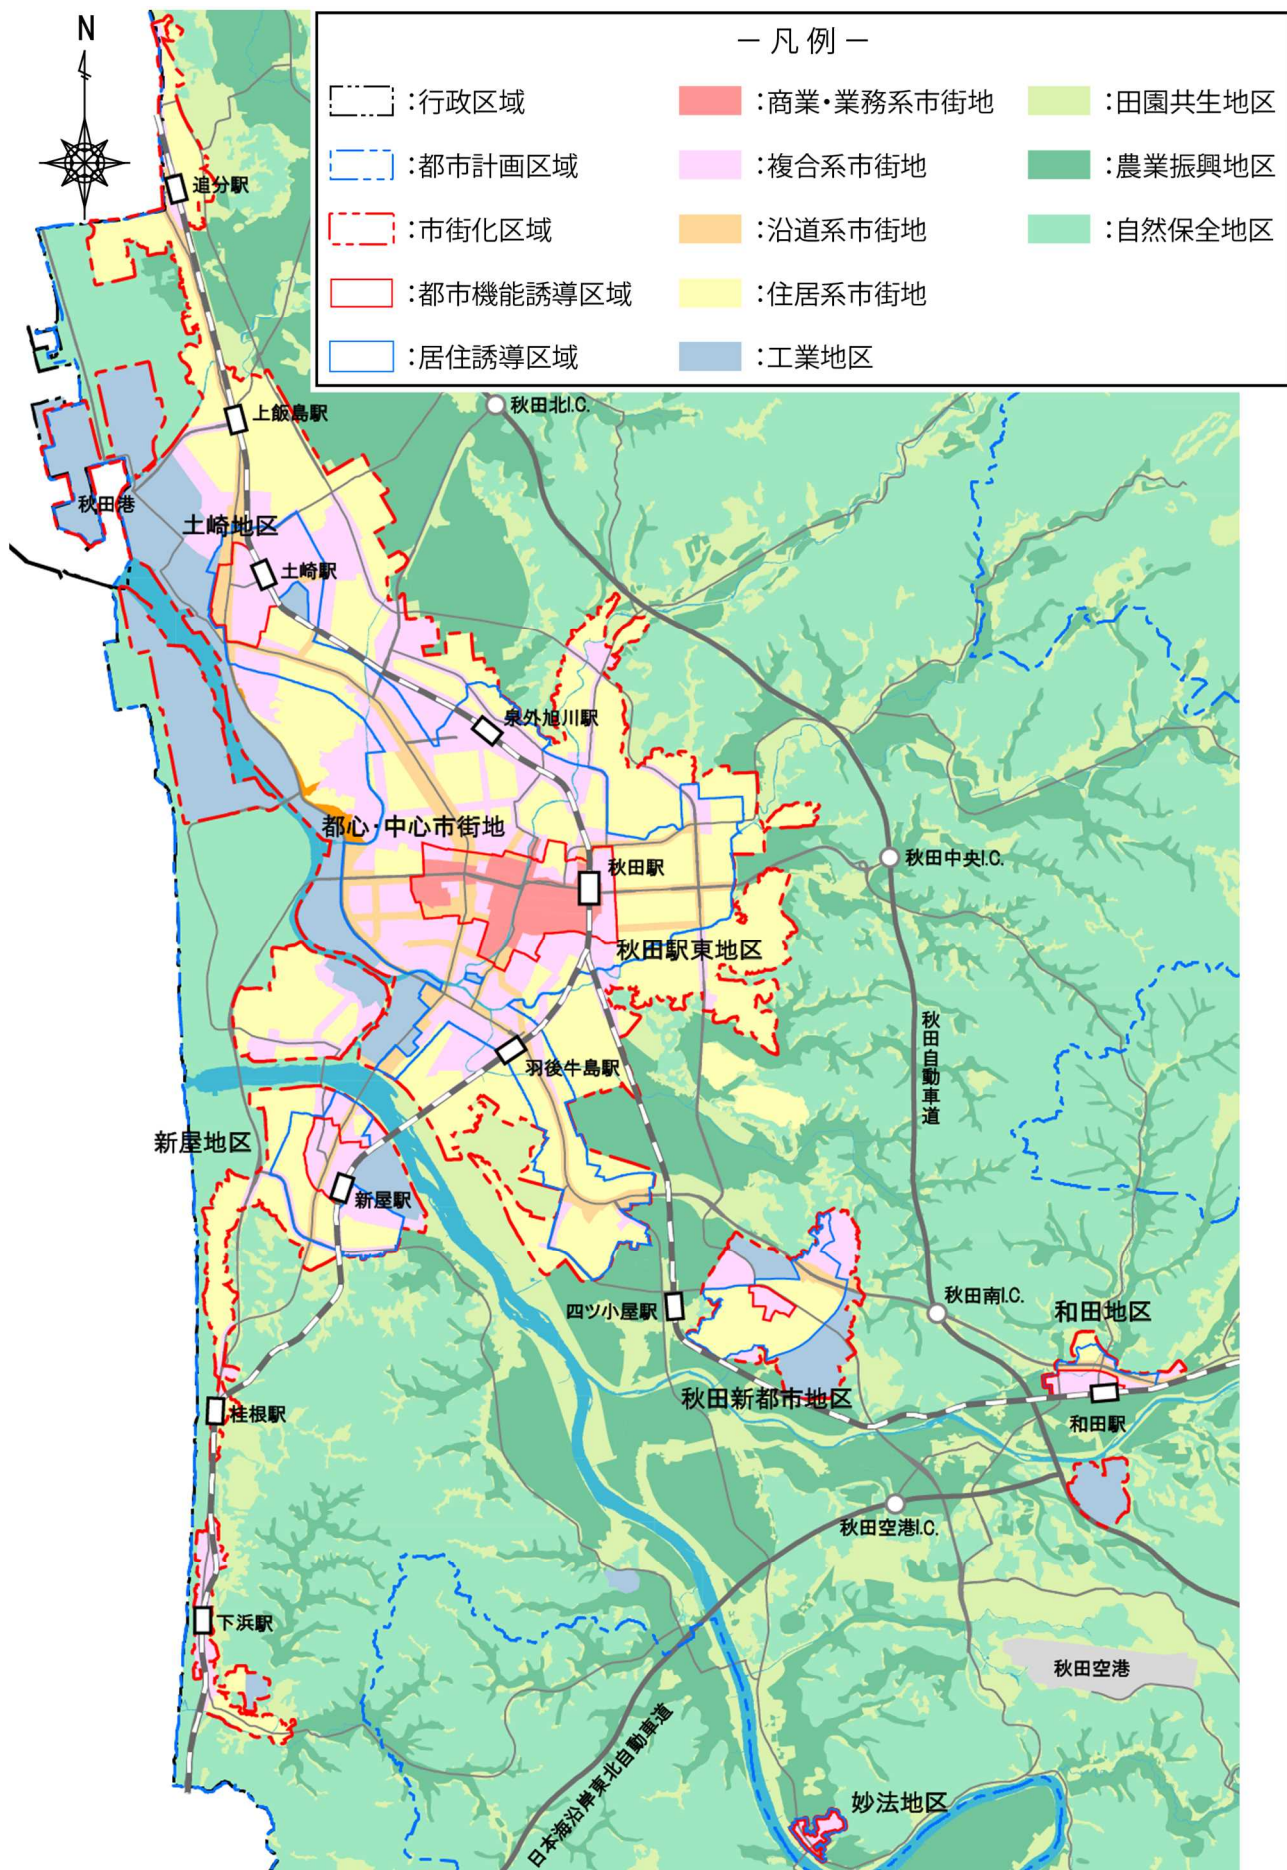 N
－ 凡 例 －
：行政区域
：商業・業務系市街地
：田園共生地区
：都市計画区域
：複合系市街地
：農業振興地区
：市街化区域
：沿道系市街地
：自然保全地区
：都市機能誘導区域
：住居系市街地
：居住誘導区域
：工業地区
追分駅
上飯島駅
秋田北I.C.
秋田港
土崎地区
土崎駅
泉外旭川駅
都心・中心市街地
秋田駅
秋田中央I.C.
秋田駅東地区
秋田自動車道
羽後牛島駅
新屋地区
新屋駅
四ツ小屋駅
秋田南I.C.
和田地区
秋田新都市地区
桂根駅
和田駅
秋田空港I.C.
下浜駅
秋田空港
日本海沿岸東北自動車道
妙法地区